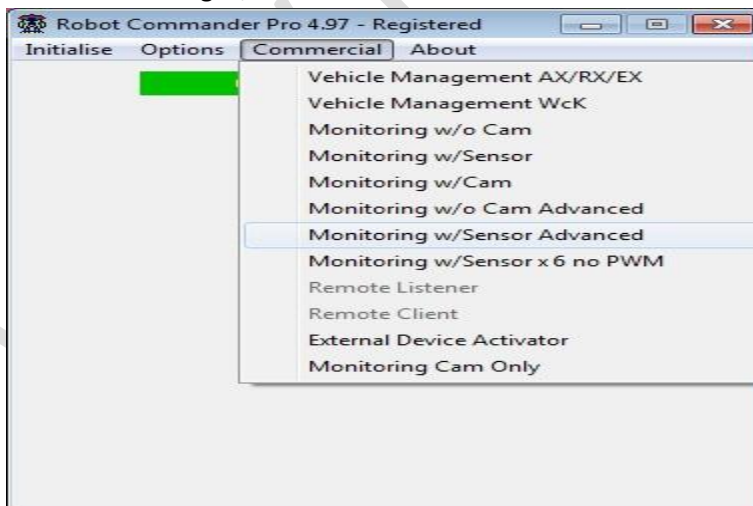 Robot Commander Pro 4.97 - Registered
Initialise Options Commercial About
Vehicle Management AX/RX/EX
Vehicle Management WcK
Monitoring w/o Cam
Monitoring w/Sensor
Monitoring w/Cam
Monitoring w/o Cam Advanced
Monitoring w/Sensor Advanced
Monitoring w/Sensor x 6 no PWM
Remote Listener
Remote Client
External Device Activator
Monitoring Cam Only